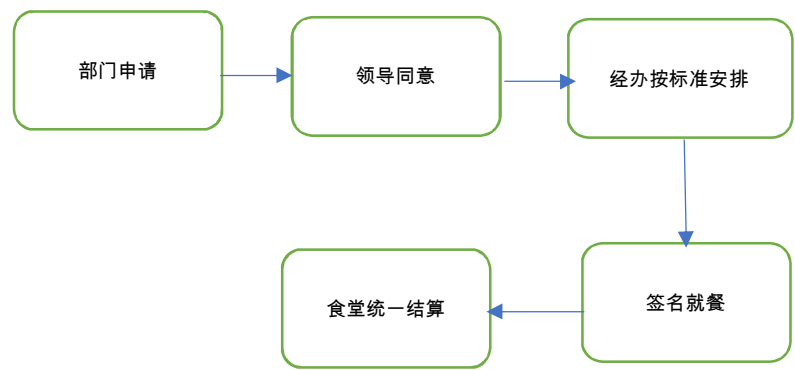 部门申请
领导同意
经办按标准安排
签名就餐
食堂统一结算